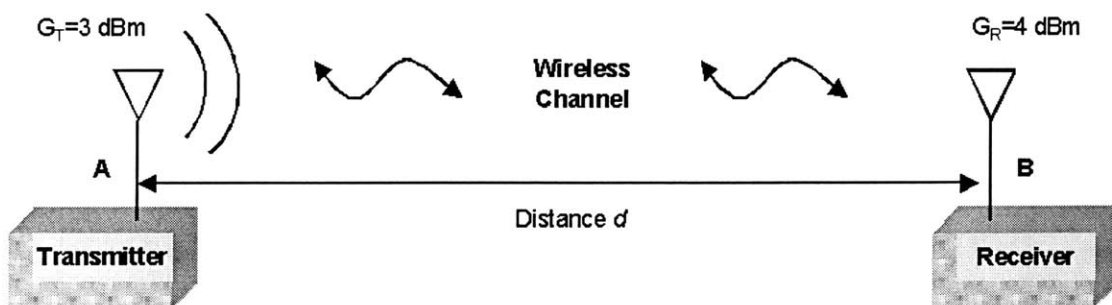 G_T=3 dBm
G_R=4 dBm
Wireless
Channel
A
B
Distance d
Transmitter
Receiver